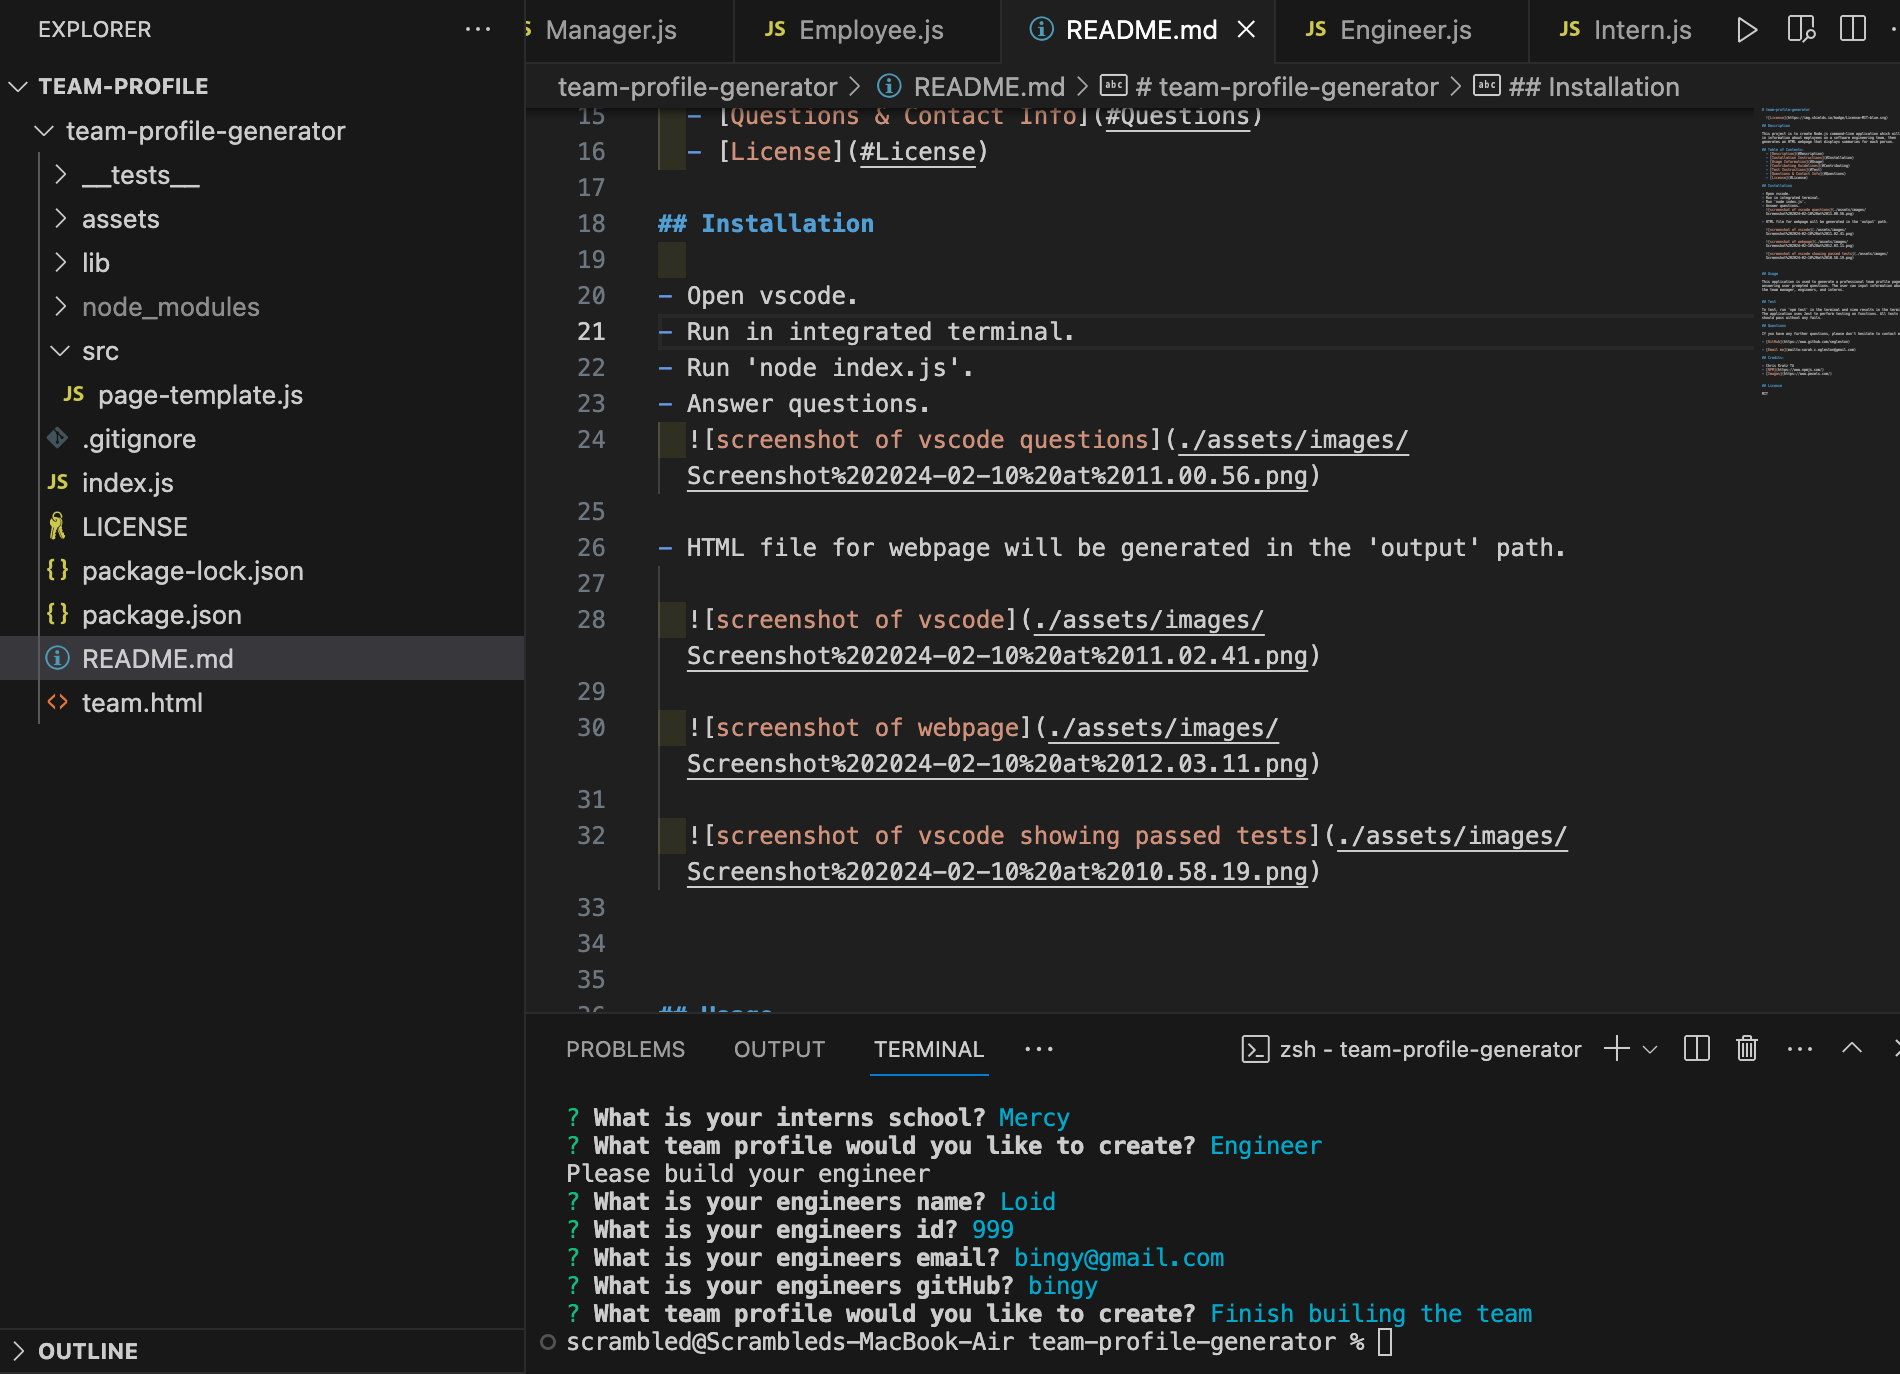 EXPLORER
TEAM-PROFILE
team-profile-generator
__tests__
assets
lib
node_modules
src
JS page-template.js
.gitignore
JS index.js
LICENSE
{} package-lock.json
{} package.json
README.md
<> team.html
OUTLINE
Manager.js
JS Employee.js
README.md
JS Engineer.js
JS Intern.js
team-profile-generator > README.md > abc # team-profile-generator > abc ## Installation
15 - [Questions & Contact Info](#Questions)
16 - [License](#License)
17
18 ## Installation
19
20 - Open vscode.
21 - Run in integrated terminal.
22 - Run 'node index.js'.
23 - Answer questions.
24 ![screenshot of vscode questions](./assets/images/
Screenshot%202024-02-10%20at%2011.00.56.png)
25
26 - HTML file for webpage will be generated in the 'output' path.
27
28 ![screenshot of vscode](./assets/images/
Screenshot%202024-02-10%20at%2011.02.41.png)
29
30 ![screenshot of webpage](./assets/images/
Screenshot%202024-02-10%20at%2012.03.11.png)
31
32 ![screenshot of vscode showing passed tests](./assets/images/
Screenshot%202024-02-10%20at%2010.58.19.png)
33
34
35
36 ## Usage
PROBLEMS OUTPUT TERMINAL
zsh - team-profile-generator
? What is your interns school? Mercy
? What team profile would you like to create? Engineer
Please build your engineer
? What is your engineers name? Loid
? What is your engineers id? 999
? What is your engineers email? bingy@gmail.com
? What is your engineers gitHub? bingy
? What team profile would you like to create? Finish builing the team
scrambled@Scrambleds-MacBook-Air team-profile-generator %